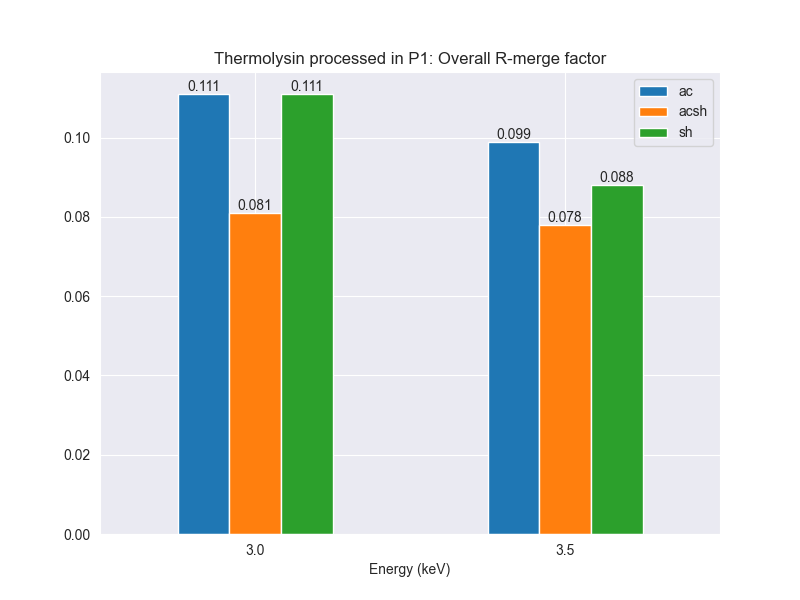 Thermolysin processed in P1: Overall R-merge factor
0.111
0.111
ac
acsh
sh
0.10
0.099
0.088
0.081
0.078
0.08
0.06
0.04
0.02
0.00
3.0
3.5
Energy (keV)